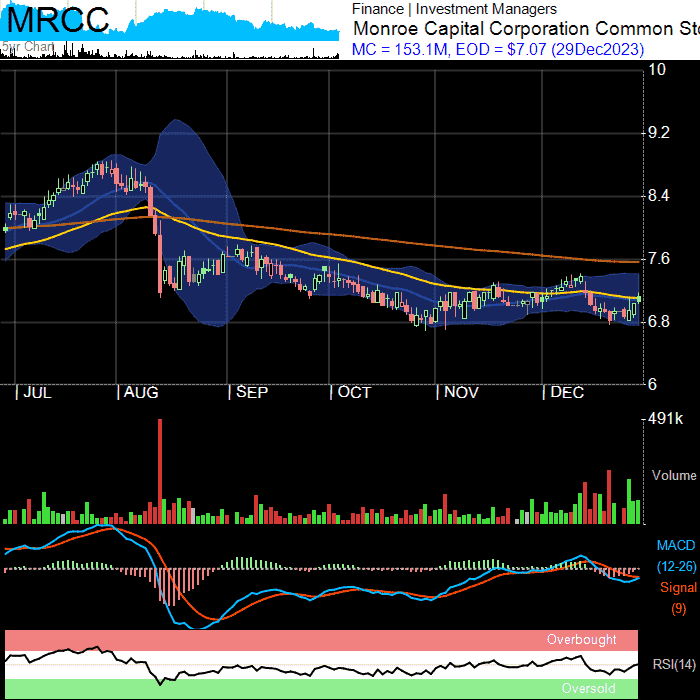 MRCC
5yr Chart
Finance | Investment Managers
Monroe Capital Corporation Common Sto
MC = 153.1M, EOD = $7.07 (29Dec2023)
10
9.2
8.4
7.6
6.8
6
| JUL | AUG | SEP | OCT | NOV | DEC
491k
Volume
MACD
(12-26)
Signal
(9)
Overbought
RSI(14)
Oversold